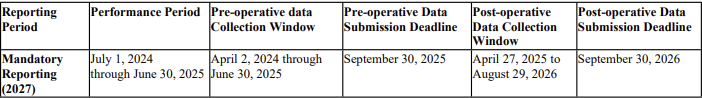 Reporting Period | Performance Period | Pre-operative data Collection Window | Pre-operative Data Submission Deadline | Post-operative Data Collection Window | Post-operative Data Submission Deadline
Mandatory Reporting (2027) | July 1, 2024 through June 30, 2025 | April 2, 2024 through June 30, 2025 | September 30, 2025 | April 27, 2025 to August 29, 2026 | September 30, 2026